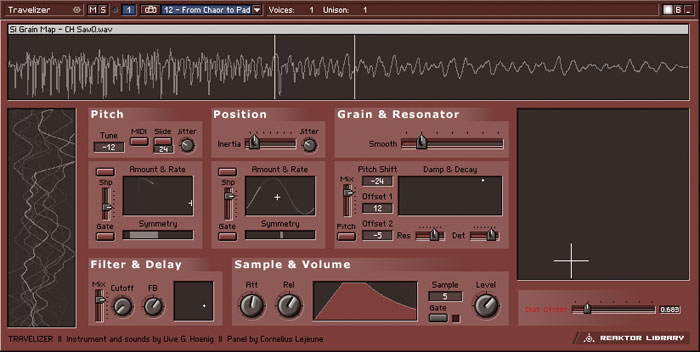 Travelizer M S 1 12 - From Chaor to Pad Voices: 1 Unison: 1 B
Si Grain Map - CH SawO.wav
Pitch
Tune
-12
MIDI
Slide
24
Jitter
Amount & Rate
Shp
Gate
Symmetry
Position
Inertia
Jitter
Amount & Rate
Shp
Gate
Symmetry
Grain & Resonator
Smooth
Mix
Pitch Shift
-24
Offset 1
12
Offset 2
-5
Pitch
Damp & Decay
Res
Det
Filter & Delay
Mix
Cutoff
FB
Sample & Volume
Att
Rel
Sample
5
Gate
Level
Dist Offset
0.683
TRAVELIZER II Instrument and sounds by Uwe G. Hoenig II Panel by Cornelius Lejeune
REAKTOR LIBRARY